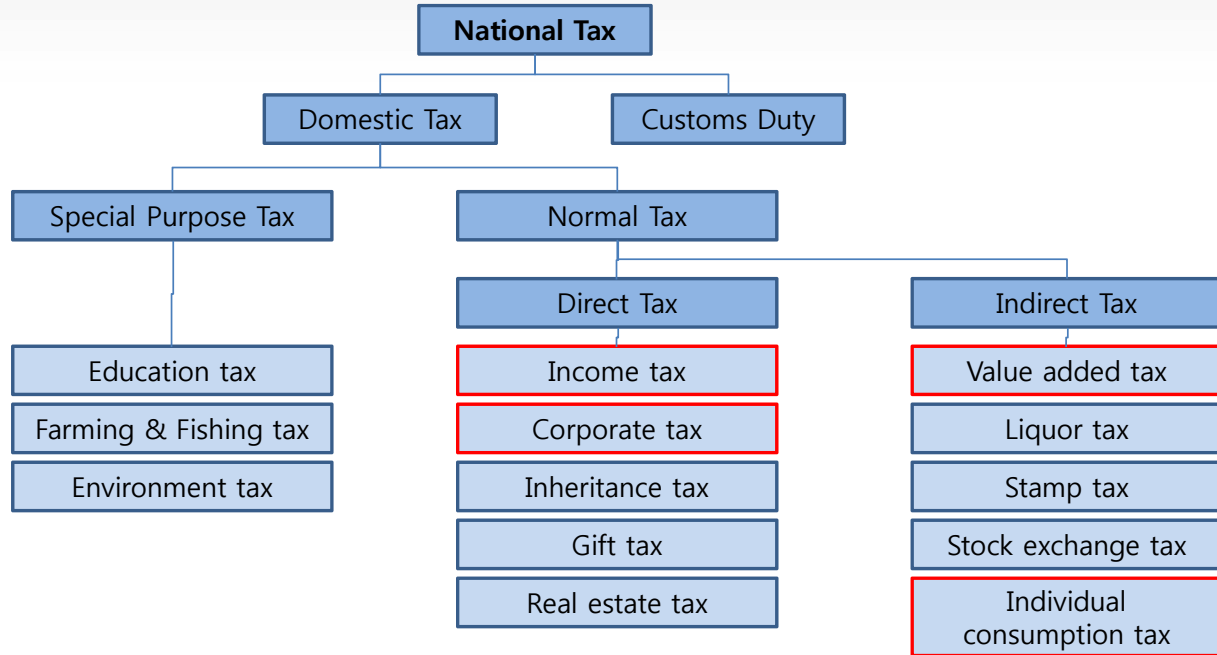 National Tax
Domestic Tax
Customs Duty
Special Purpose Tax
Normal Tax
Direct Tax
Indirect Tax
Education tax
Farming & Fishing tax
Environment tax
Income tax
Corporate tax
Inheritance tax
Gift tax
Real estate tax
Value added tax
Liquor tax
Stamp tax
Stock exchange tax
Individual
consumption tax